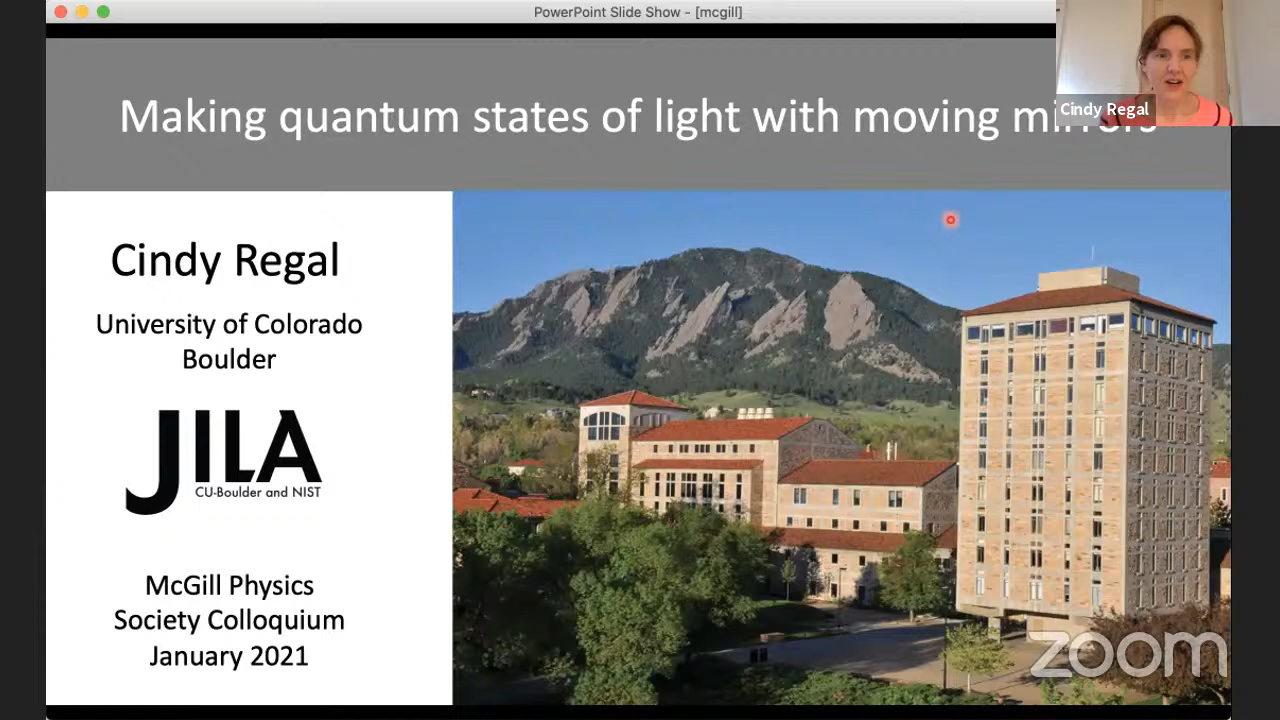 PowerPoint Slide Show - [mcgill]
Making quantum states of light with moving
Cindy Regal
Cindy Regal
University of Colorado
Boulder
JILA
CU-Boulder and NIST
McGill Physics
Society Colloquium
January 2021
zoom